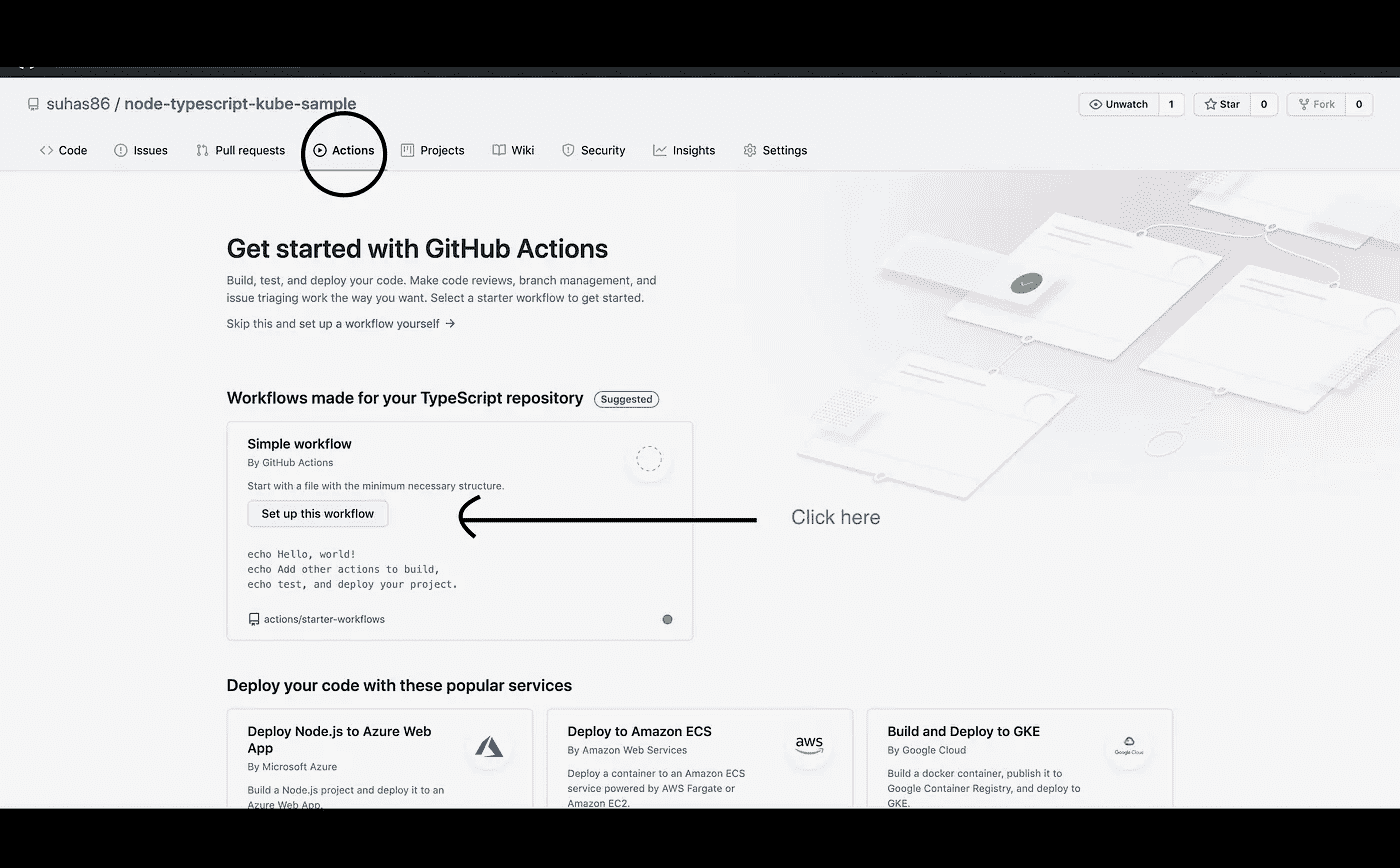 suhas86 / node-typescript-kube-sample
Unwatch 1 Star 0 Fork 0
Code Issues Pull requests Actions Projects Wiki Security Insights Settings
Get started with GitHub Actions
Build, test, and deploy your code. Make code reviews, branch management, and
issue triaging work the way you want. Select a starter workflow to get started.
Skip this and set up a workflow yourself →
Workflows made for your TypeScript repository Suggested
Simple workflow
By GitHub Actions
Start with a file with the minimum necessary structure.
Set up this workflow
Click here
echo Hello, world!
echo Add other actions to build,
echo test, and deploy your project.
actions/starter-workflows
Deploy your code with these popular services
Deploy Node.js to Azure Web
App
By Microsoft Azure
Build a Node.js project and deploy it to an
Azure Web App.
Deploy to Amazon ECS
By Amazon Web Services
aws
Deploy a container to an Amazon ECS
service powered by AWS Fargate or
Amazon EC2.
Build and Deploy to GKE
By Google Cloud
Google Cloud
Build a docker container, publish it to
Google Container Registry, and deploy to
GKE.